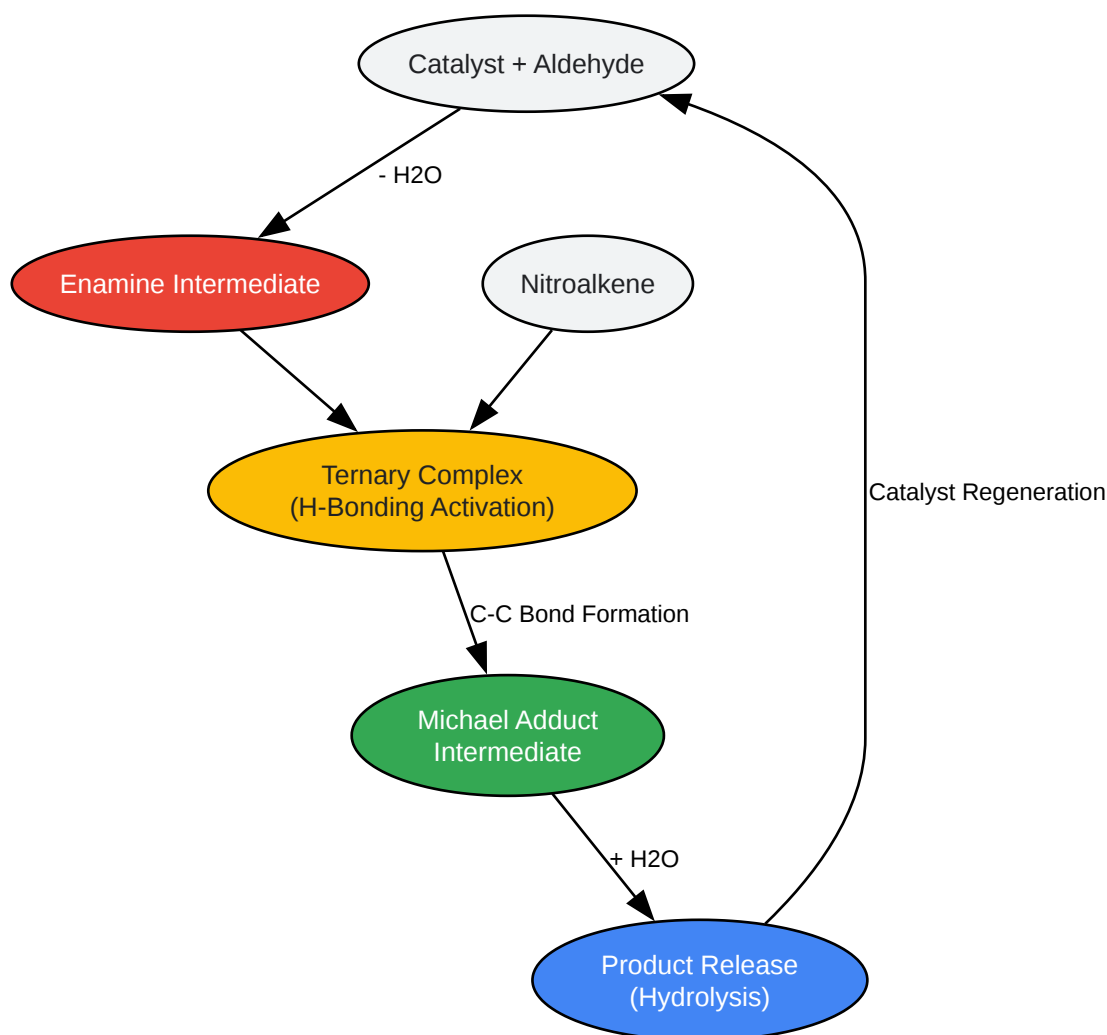 Catalyst + Aldehyde
- H2O
Enamine Intermediate
Nitroalkene
Ternary Complex
(H-Bonding Activation)
Catalyst Regeneration
C-C Bond Formation
Michael Adduct
Intermediate
+ H2O
Product Release
(Hydrolysis)